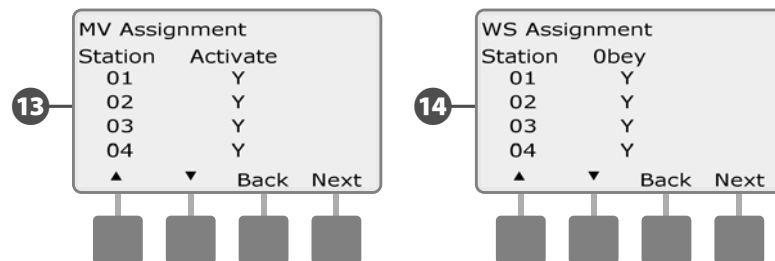 13
MV Assignment
Station Activate
01 Y
02 Y
03 Y
04 Y
▲ ▼ Back Next
14
WS Assignment
Station 0bey
01 Y
02 Y
03 Y
04 Y
▲ ▼ Back Next